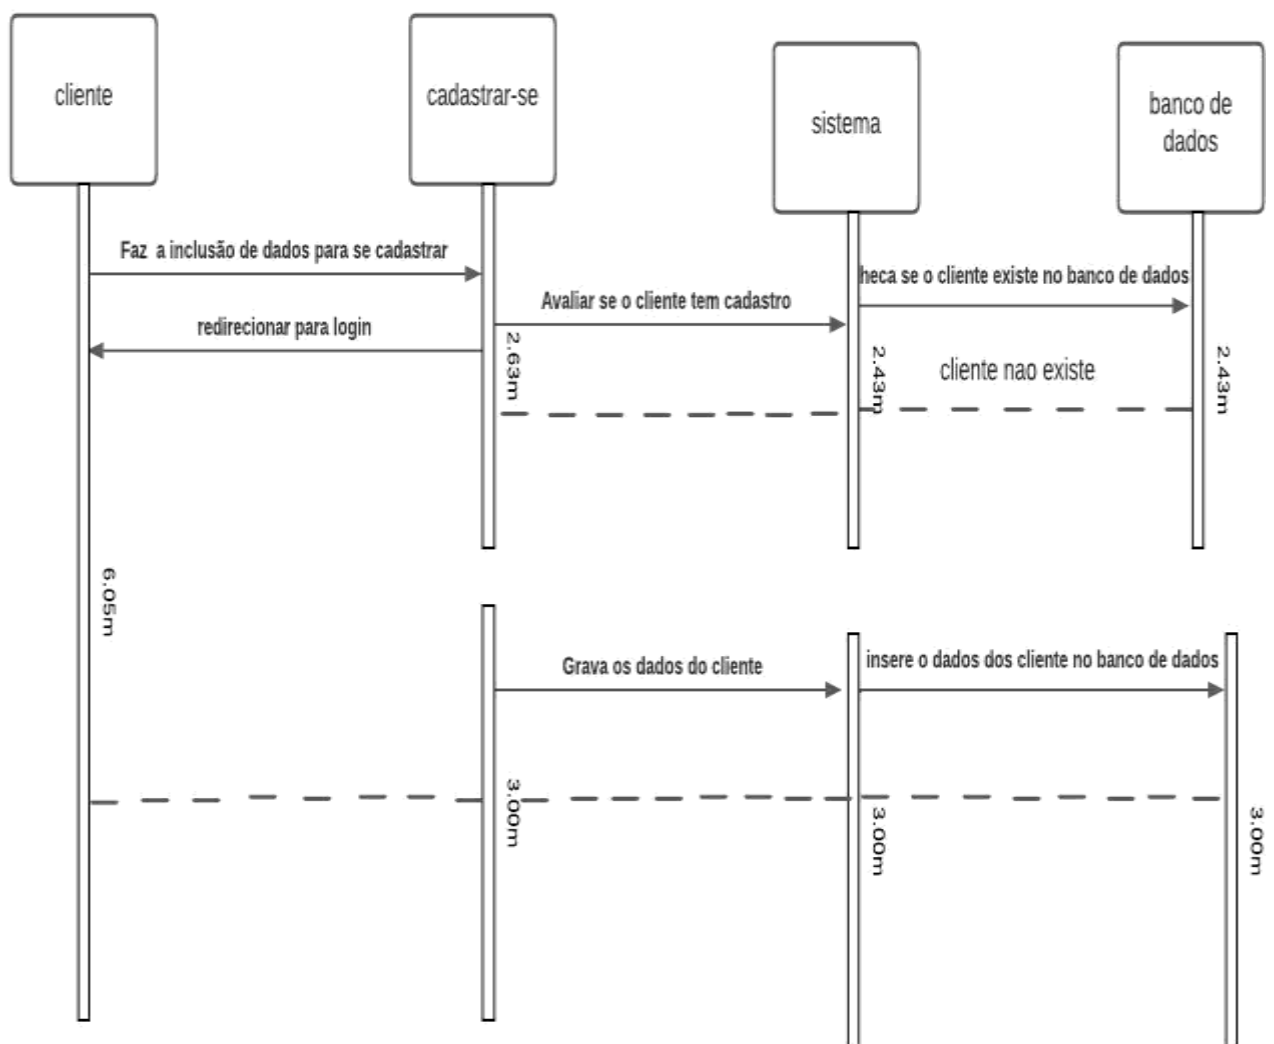 cliente
cadastrar-se
sistema
banco de
dados
Faz a inclusão de dados para se cadastrar
heca se o cliente existe no banco de dados
Avaliar se o cliente tem cadastro
redirecionar para login
2.63m
2.43m
cliente nao existe
2.43m
6.05m
Grava os dados do cliente
insere o dados dos cliente no banco de dados
3.00m
3.00m
3.00m